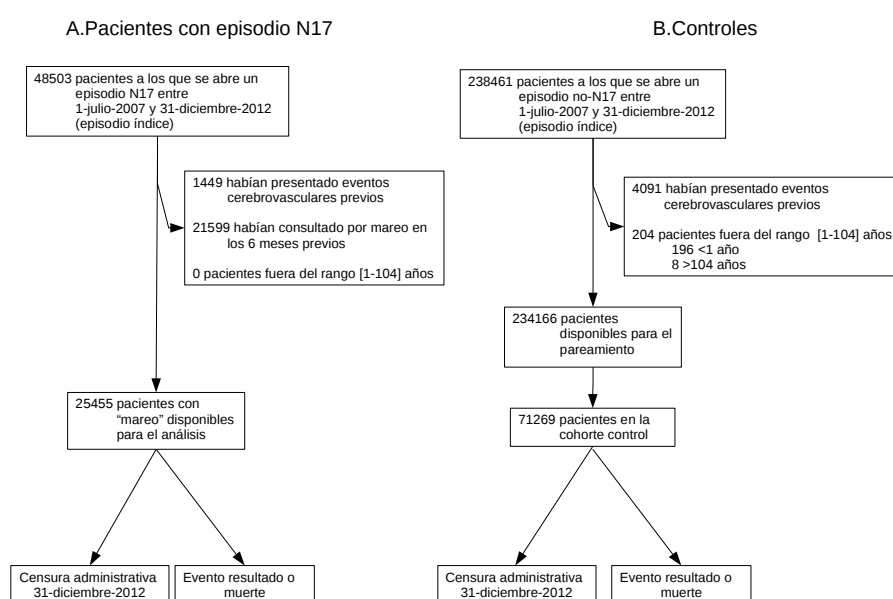 A.Pacientes con episodio N17
48503 pacientes a los que se abre un
episodio N17 entre
1-julio-2007 y 31-diciembre-2012
(episodio índice)
1449 habían presentado eventos
cerebrovasculares previos
21599 habían consultado por mareo en
los 6 meses previos
0 pacientes fuera del rango [1-104] años
25455 pacientes con
“mareo” disponibles
para el análisis
Censura administrativa
31-diciembre-2012
Evento resultado o
muerte
B.Controles
238461 pacientes a los que se abre un
episodio no-N17 entre
1-julio-2007 y 31-diciembre-2012
(episodio índice)
4091 habían presentado eventos
cerebrovasculares previos
204 pacientes fuera del rango [1-104] años
196 <1 año
8 >104 años
234166 pacientes
disponibles para el
pareamiento
71269 pacientes en la
cohorte control
Censura administrativa
31-diciembre-2012
Evento resultado o
muerte